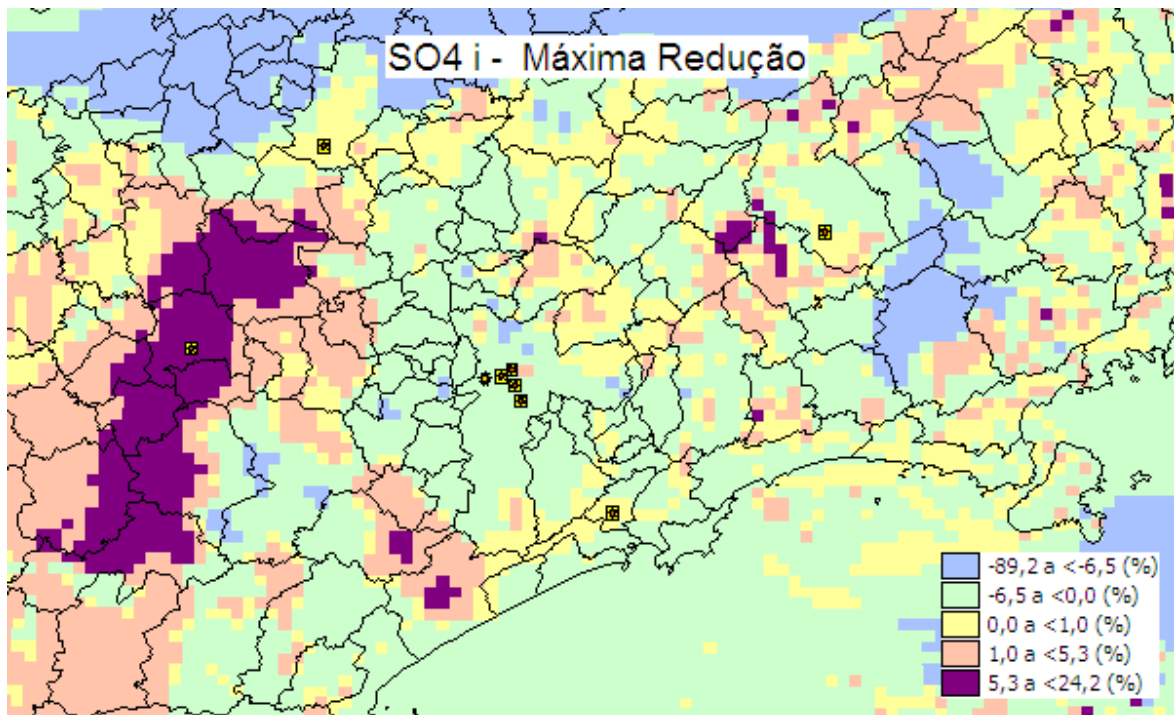 SO4 i - Máxima Redução
-89,2 a <-6,5 (%)
-6,5 a <0,0 (%)
0,0 a <1,0 (%)
1,0 a <5,3 (%)
5,3 a <24,2 (%)